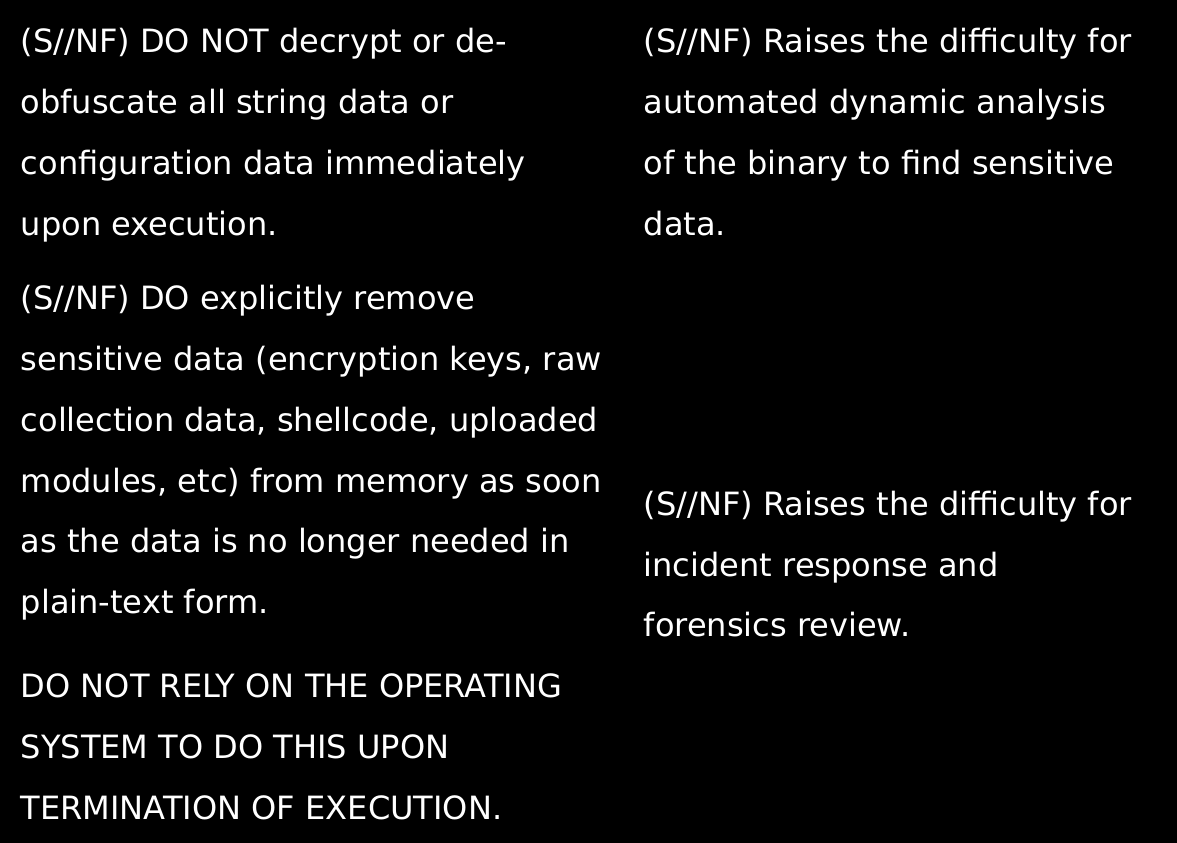 (S//NF) DO NOT decrypt or de-
obfuscate all string data or
configuration data immediately
upon execution.
(S//NF) Raises the difficulty for
automated dynamic analysis
of the binary to find sensitive
data.
(S//NF) DO explicitly remove
sensitive data (encryption keys, raw
collection data, shellcode, uploaded
modules, etc) from memory as soon
as the data is no longer needed in
plain-text form.
DO NOT RELY ON THE OPERATING
SYSTEM TO DO THIS UPON
TERMINATION OF EXECUTION.
(S//NF) Raises the difficulty for
incident response and
forensics review.